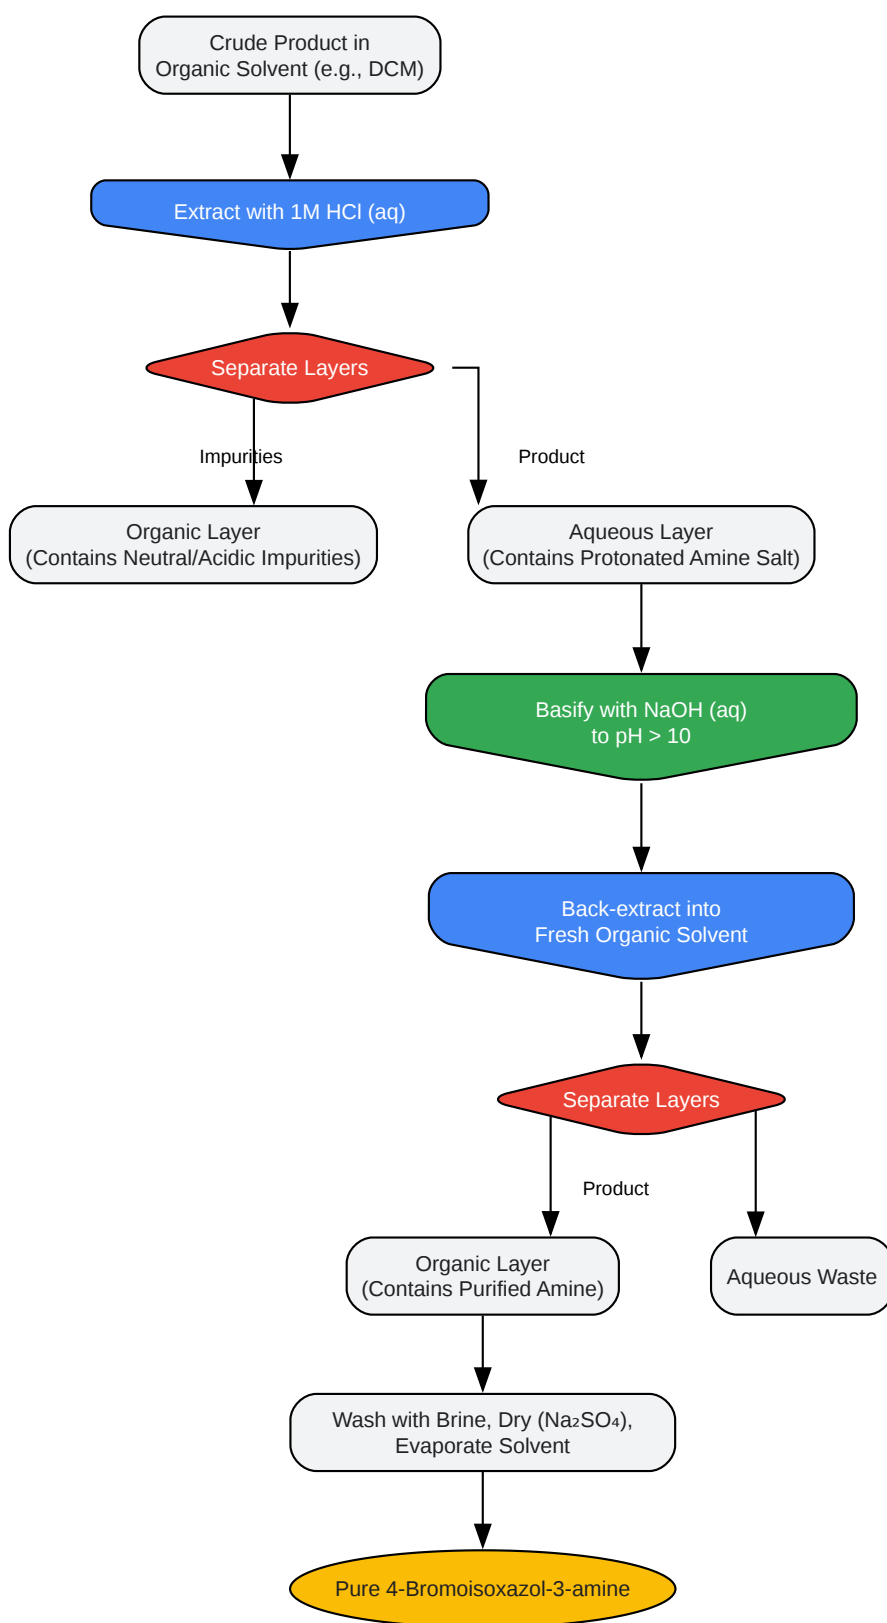 Crude Product in
Organic Solvent (e.g., DCM)
Extract with 1M HCl (aq)
Separate Layers
Impurities
Product
Organic Layer
(Contains Neutral/Acidic Impurities)
Aqueous Layer
(Contains Protonated Amine Salt)
Basify with NaOH (aq)
to pH > 10
Back-extract into
Fresh Organic Solvent
Separate Layers
Product
Organic Layer
(Contains Purified Amine)
Aqueous Waste
Wash with Brine, Dry (Na₂SO₄),
Evaporate Solvent
Pure 4-Bromoisoxazol-3-amine